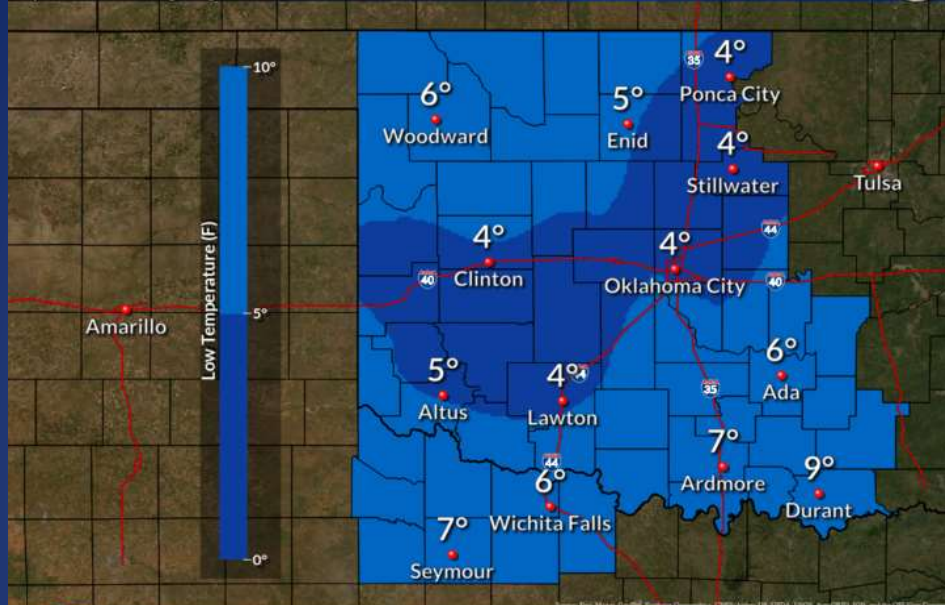 10°
5°
0°
Low Temperature (F)
35
4°
Ponca City
6°
Woodward
5°
Enid
4°
Stillwater
Tulsa
44
4°
Clinton
40
4°
Oklahoma City
40
Amarillo
5°
Altus
4°
Lawton
35
6°
Ada
44
7°
Ardmore
9°
Durant
6°
Wichita Falls
7°
Seymour